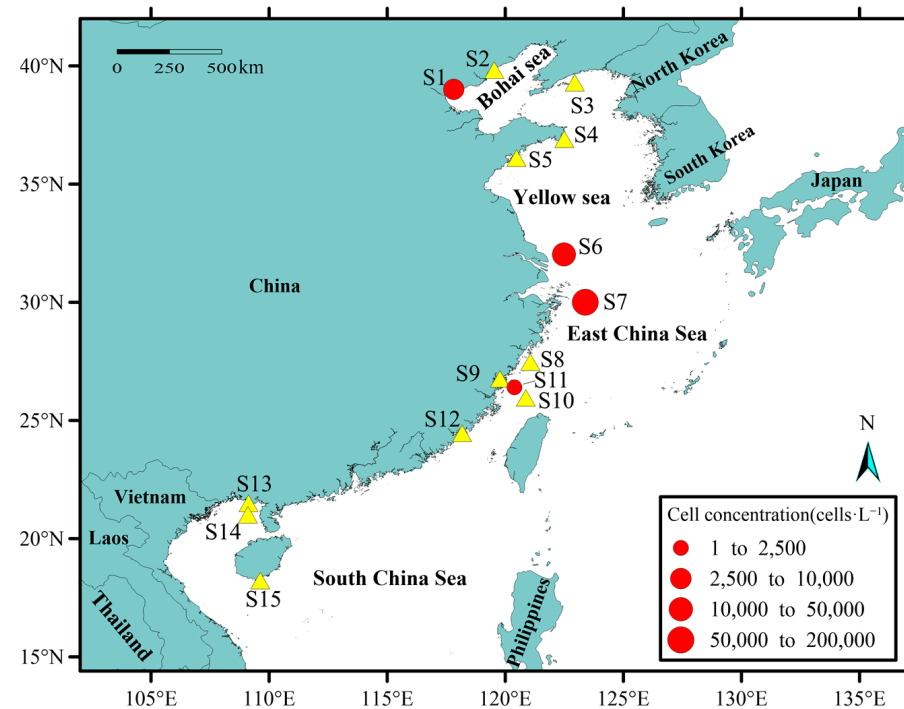 0 250 500km
40°N
35°N
30°N
25°N
20°N
15°N
S1
S2
Bohai sea
S3
North Korea
S4
S5
South Korea
Yellow sea
Japan
S6
China
S7
East China Sea
S8
S9
S11
S10
S12
N
S13
Vietnam
S14
Laos
S15
South China Sea
Thailand
Philippines
Cell concentration(cells·L⁻¹)
1 to 2,500
2,500 to 10,000
10,000 to 50,000
50,000 to 200,000
105°E 110°E 115°E 120°E 125°E 130°E 135°E